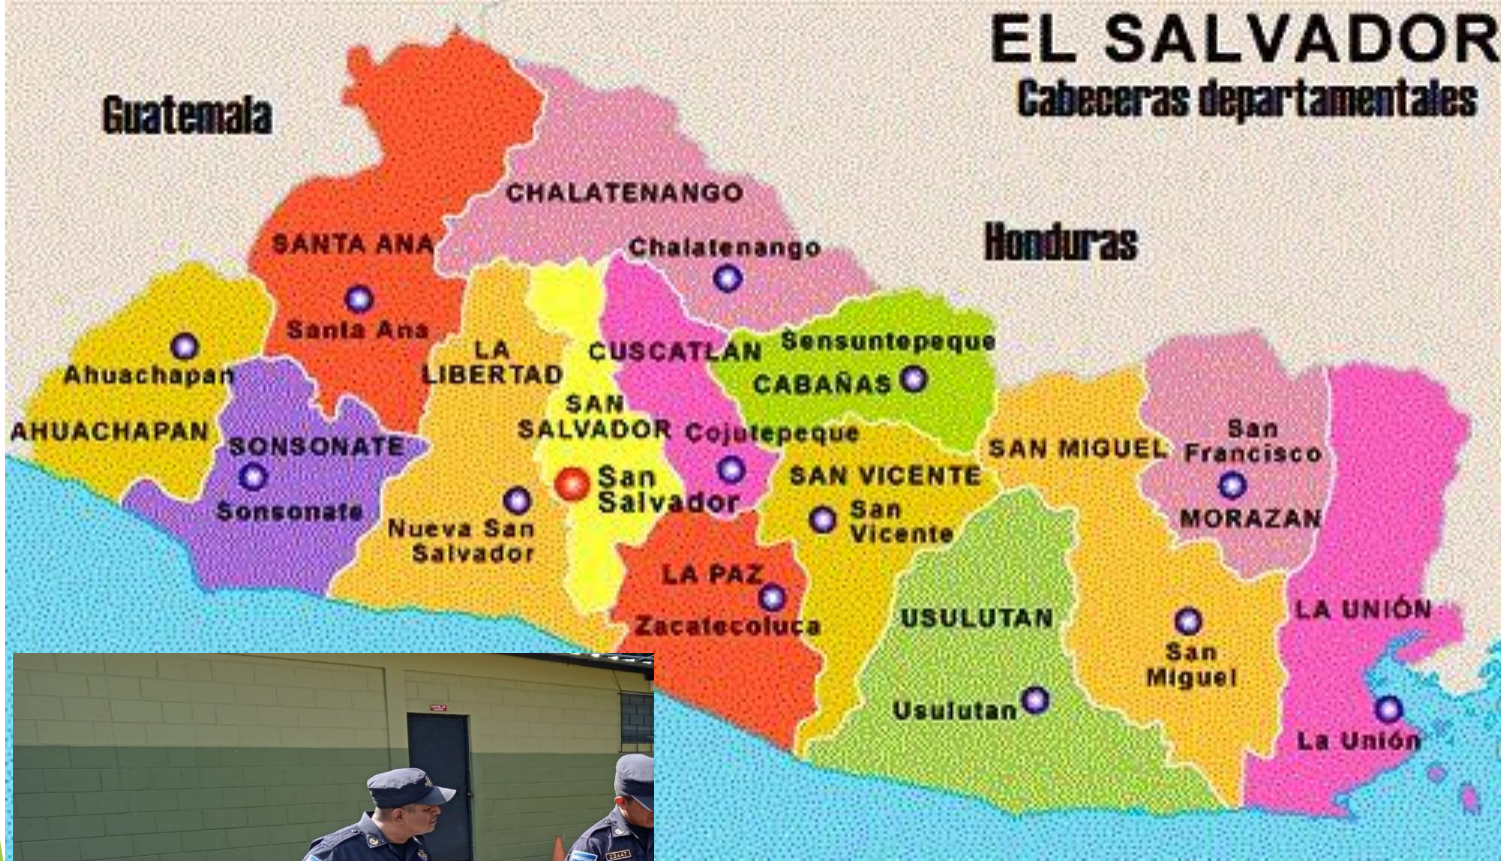 EL SALVADOR
Cabeceras departamentales
Guatemala
Honduras
CHALATENANGO
Chalatenango
SANTA ANA
Santa Ana
Ahuachapan
AHUACHAPAN
SONSONATE
Sonsonate
LA
LIBERTAD
Nueva San
Salvador
SAN
SALVADOR
San
Salvador
CUSCATLAN
Cojutepeque
Sensuntepeque
CABAÑAS
SAN VICENTE
San
Vicente
LA PAZ
Zacatecoluca
USULUTAN
Usulutan
SAN MIGUEL
San
Miguel
San
Francisco
MORAZAN
LA UNIÓN
La Unión